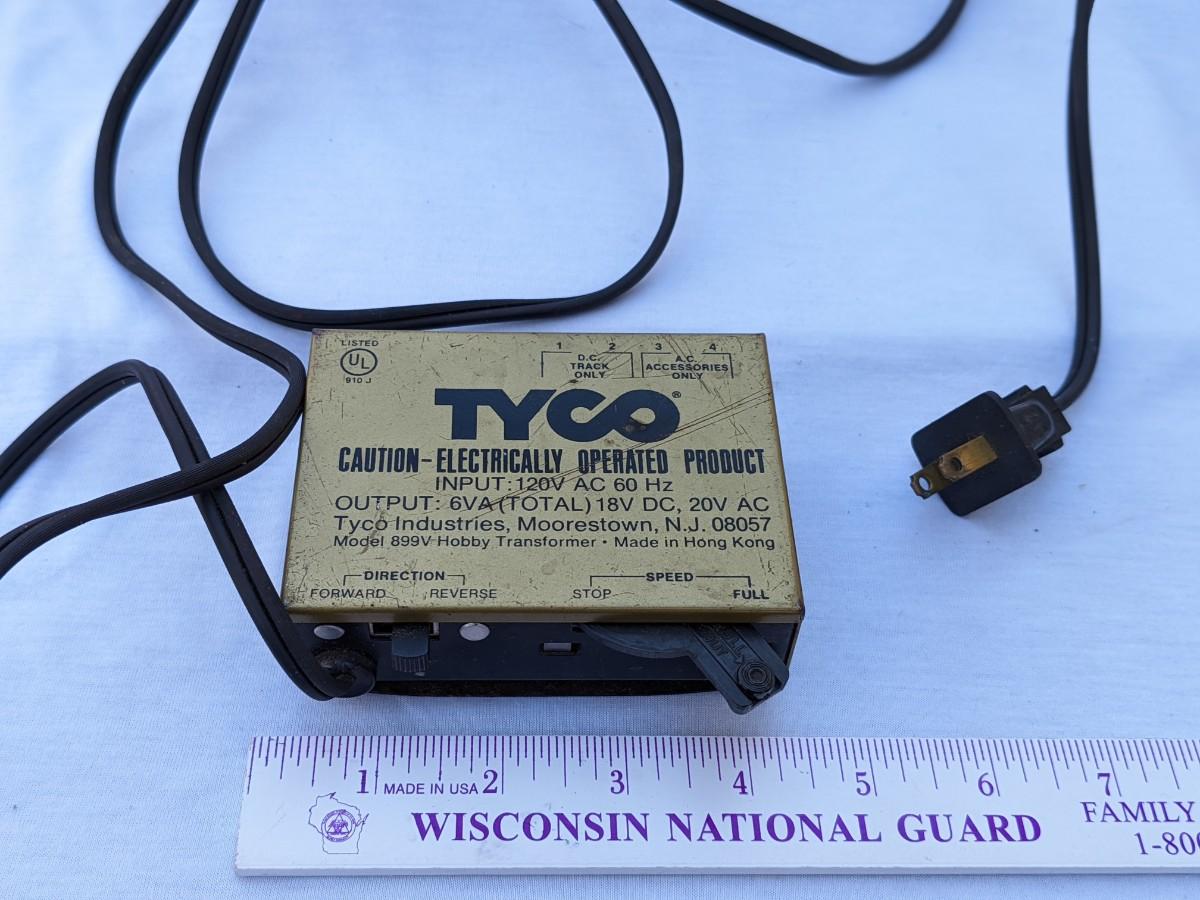 LISTED
UL
910 J
1 2 3 4
D.C. TRACK ONLY
A.C. ACCESSORIES ONLY
TYCO®
CAUTION-ELECTRICALLY OPERATED PRODUCT
INPUT: 120V AC 60 Hz
OUTPUT: 6VA (TOTAL) 18V DC, 20V AC
Tyco Industries, Moorestown, N.J. 08057
Model 899V Hobby Transformer • Made in Hong Kong
DIRECTION
FORWARD REVERSE
SPEED
STOP FULL
1 MADE IN USA 2 3 4 5 6 7
WISCONSIN NATIONAL GUARD
FAMILY
1-800